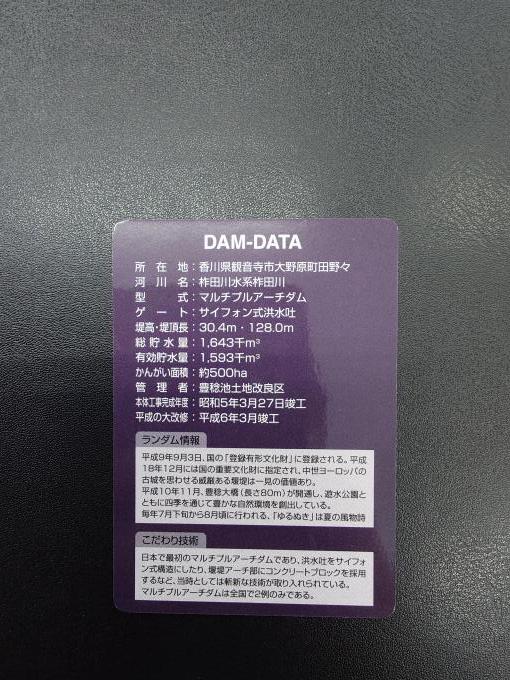 DAM-DATA
所在地：香川県観音寺市大野原町田野々
河川名：柞田川水系柞田川
型式：マルチプルアーチダム
ゲート：サイフォン式洪水吐
堤高・堤頂長：30.4m・128.0m
総貯水量：1,643千m³
有効貯水量：1,593千m³
かんがい面積：約500ha
管理者：豊稔池土地改良区
本体工事完成年度：昭和5年3月27日竣工
平成の大改修：平成6年3月竣工
ランダム情報
平成9年9月3日、国の「登録有形文化財」に登録される。平成
18年12月には国の重要文化財に指定され、中世ヨーロッパの
古城を思わせる威厳ある堰堤は一見の価値あり。
平成10年11月、豊稔大橋（長さ80m）が開通し、遊水公園と
ともに四季を通じて豊かな自然環境を創出している。
毎年7月下旬から8月頃に行われる、「ゆるぬき」は夏の風物詩
こだわり技術
日本で最初のマルチプルアーチダムであり、洪水吐をサイフォ
ン式構造にしたり、堰堤アーチ部にコンクリートブロックを採用
するなど、当時としては斬新な技術が取り入れられている。
マルチプルアーチダムは全国で2例のみである。